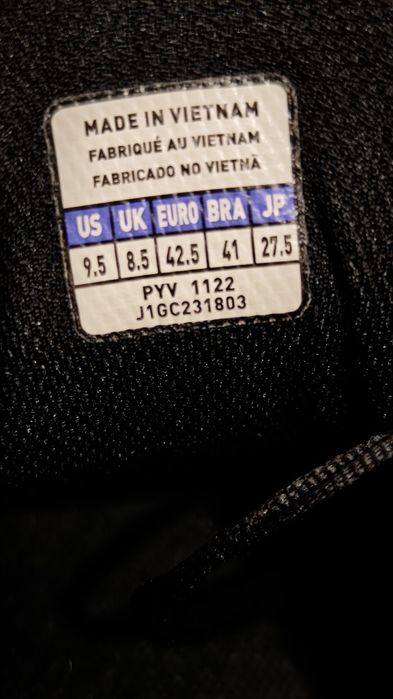 MADE IN VIETNAM
FABRIQUÉ AU VIETNAM
FABRICADO NO VIETNÃ
US UK EURO BRA JP
9.5 8.5 42.5 41 27.5
PYV 1122
J1GC231803